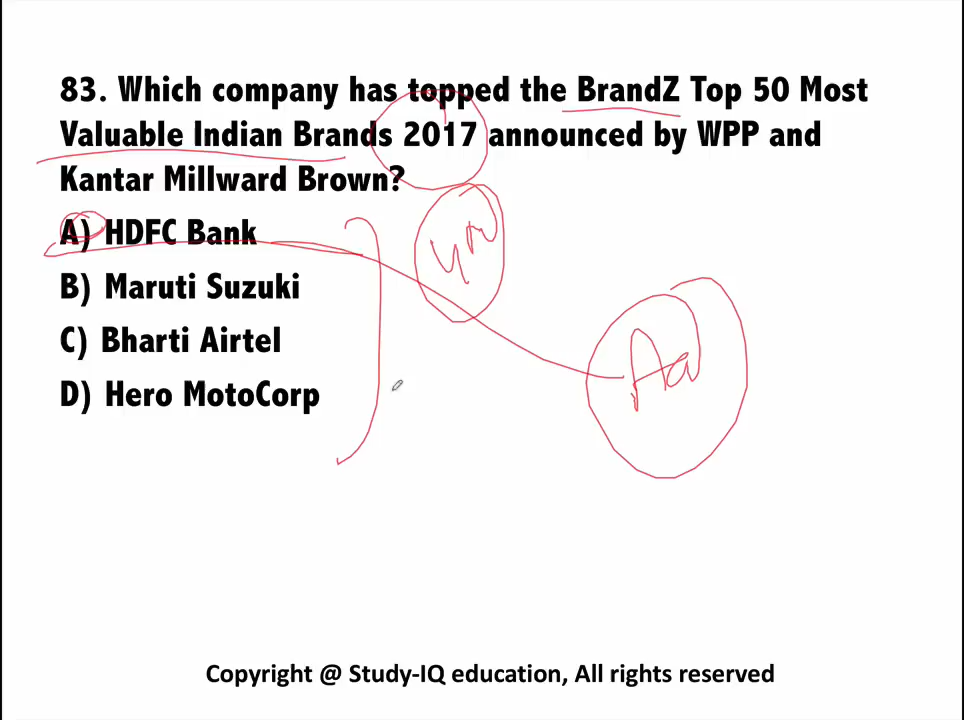 83. Which company has topped the BrandZ Top 50 Most
Valuable Indian Brands 2017 announced by WPP and
Kantar Millward Brown?
A) HDFC Bank
B) Maruti Suzuki
C) Bharti Airtel
D) Hero MotoCorp
Copyright @ Study-IQ education, All rights reserved